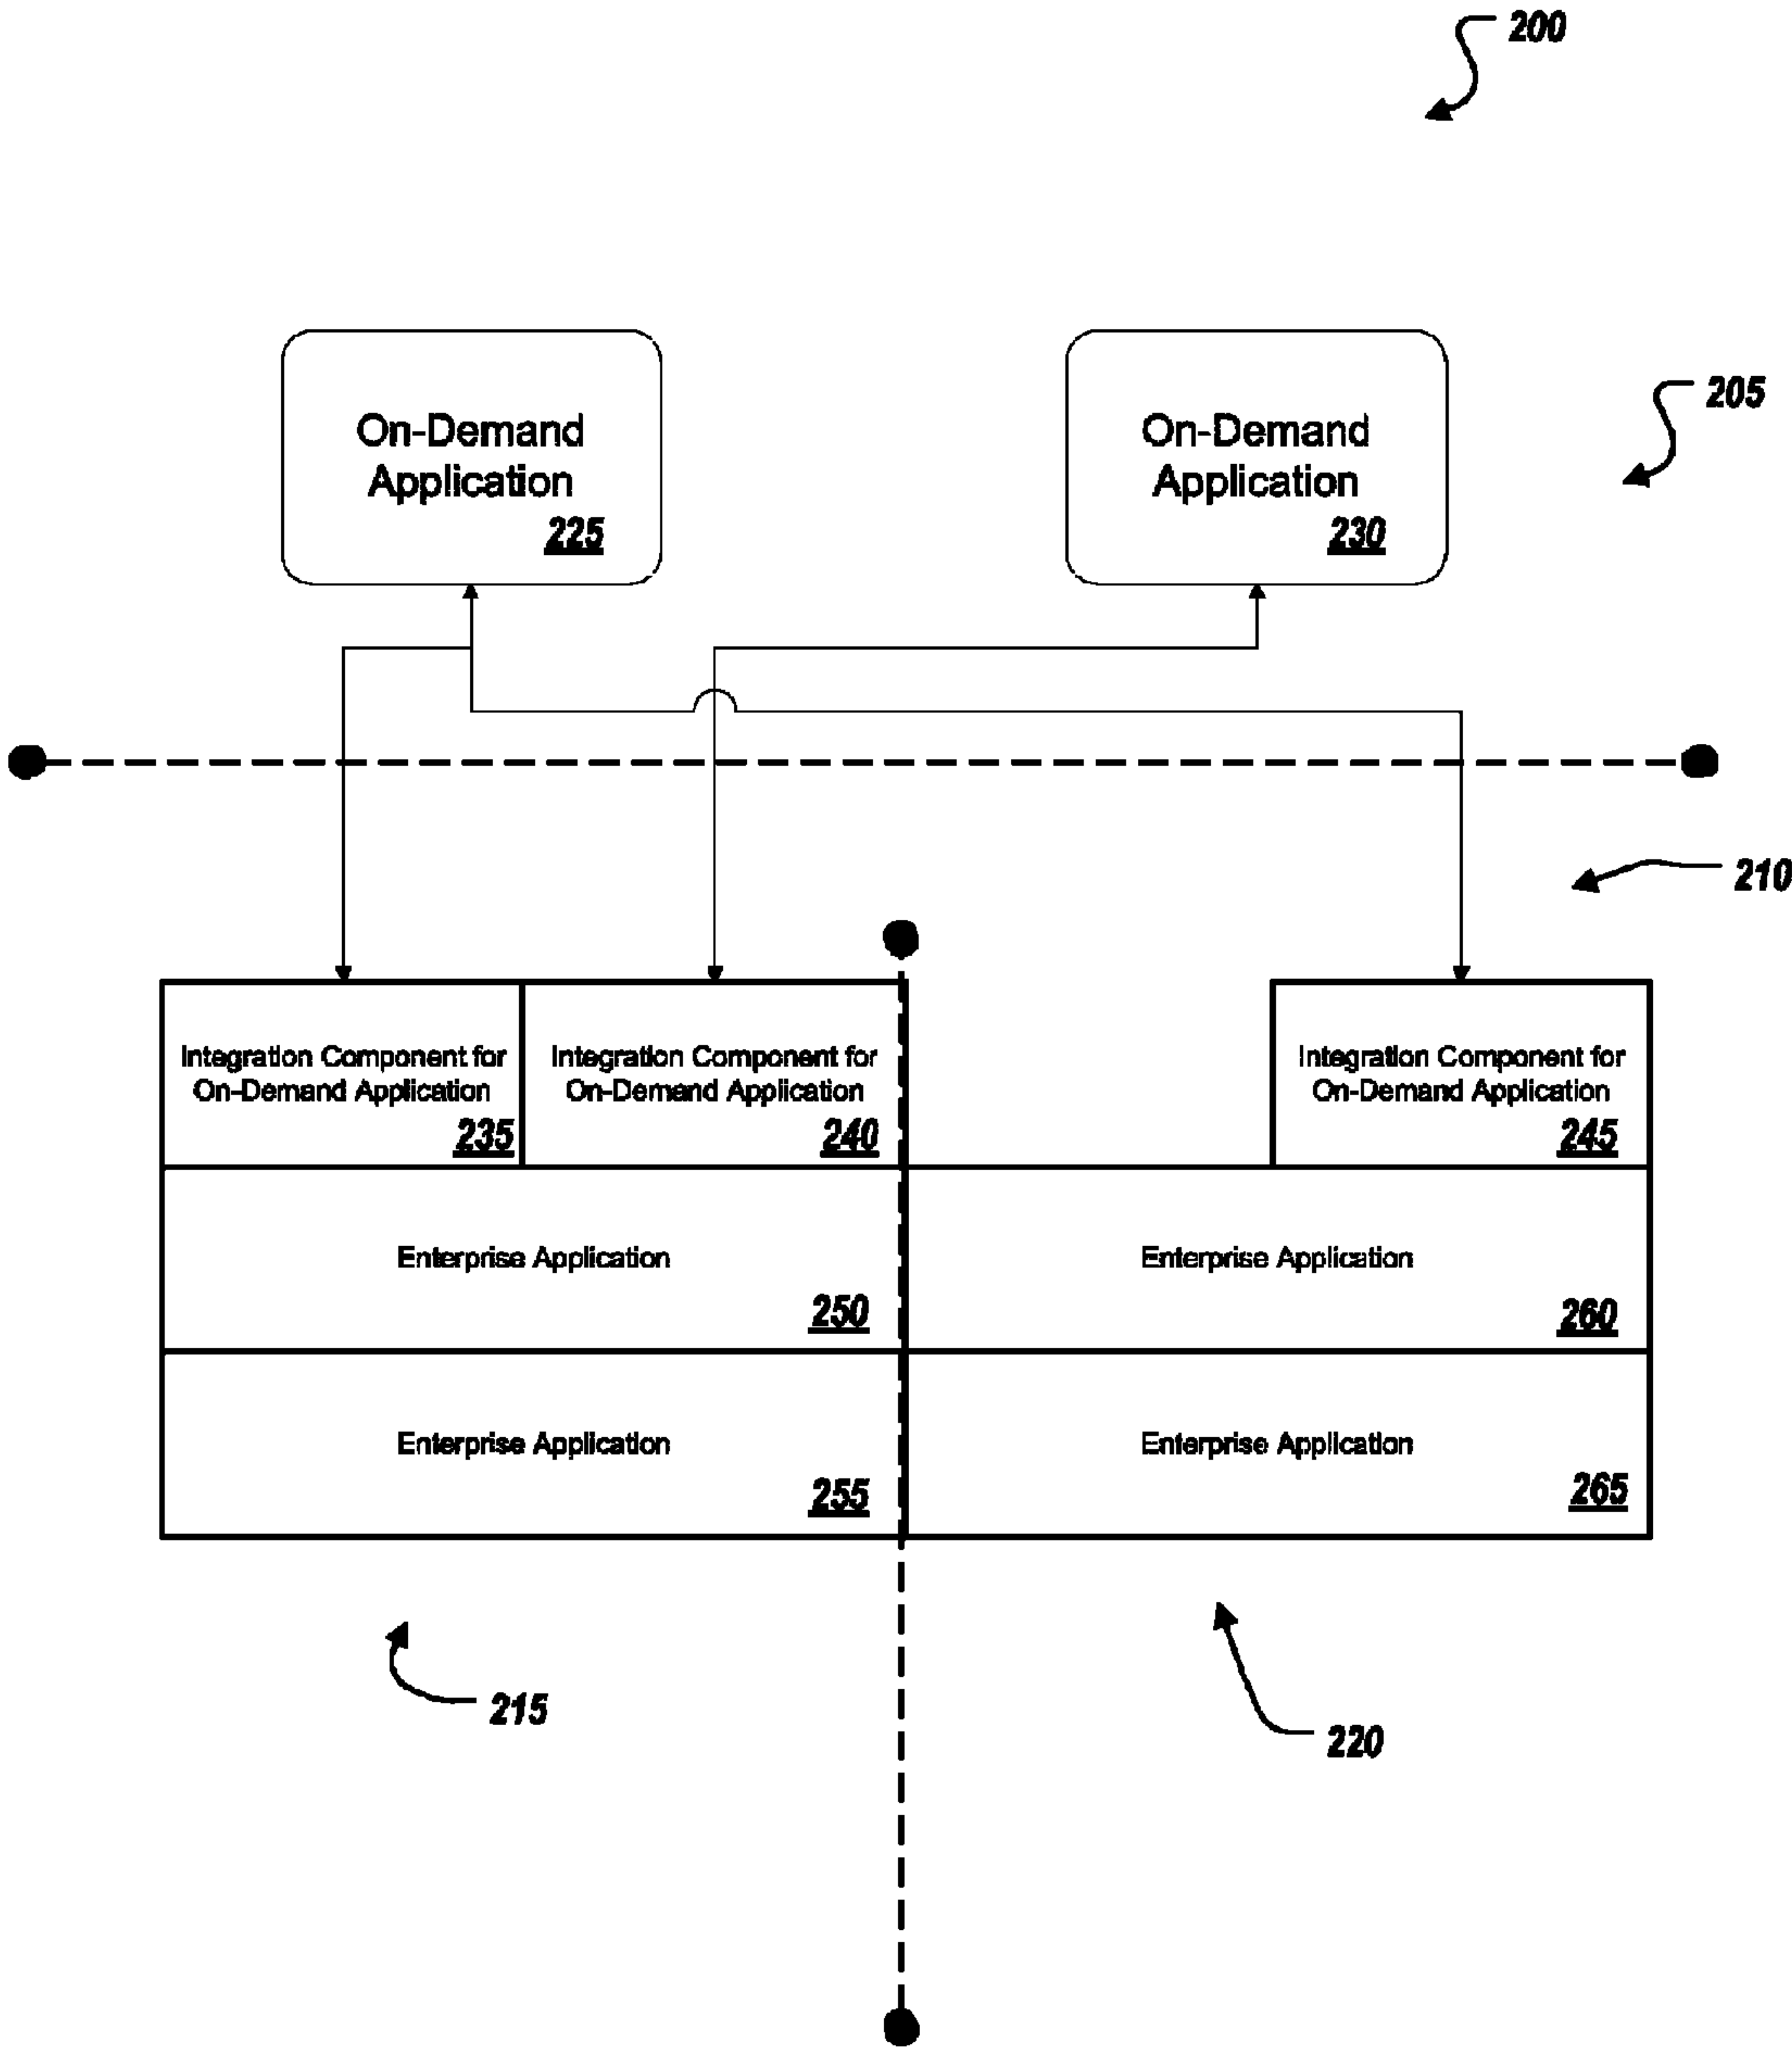 200
205
On-Demand
Application
225
On-Demand
Application
230
210
Integration Component for
On-Demand Application
235
Integration Component for
On-Demand Application
240
Integration Component for
On-Demand Application
245
Enterprise Application
250
Enterprise Application
260
Enterprise Application
255
Enterprise Application
265
215
220